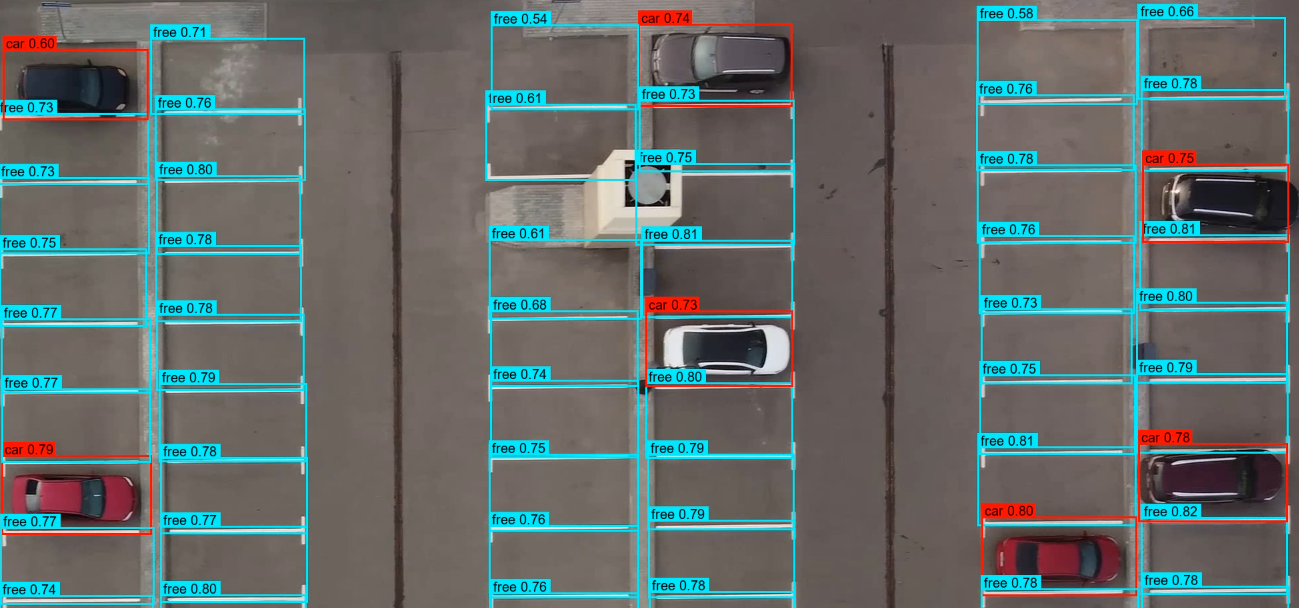 car 0.60
free 0.73
free 0.73
free 0.75
free 0.77
free 0.77
car 0.79
free 0.77
free 0.74
free 0.71
free 0.76
free 0.80
free 0.78
free 0.78
free 0.79
free 0.78
free 0.77
free 0.80
free 0.54
free 0.61
free 0.61
free 0.68
free 0.74
free 0.75
free 0.76
free 0.76
car 0.74
free 0.73
free 0.75
free 0.81
car 0.73
free 0.80
free 0.79
free 0.79
free 0.78
free 0.58
free 0.76
free 0.78
free 0.76
free 0.73
free 0.75
free 0.81
car 0.80
free 0.78
free 0.66
free 0.78
car 0.75
free 0.81
free 0.80
free 0.79
car 0.78
free 0.82
free 0.78